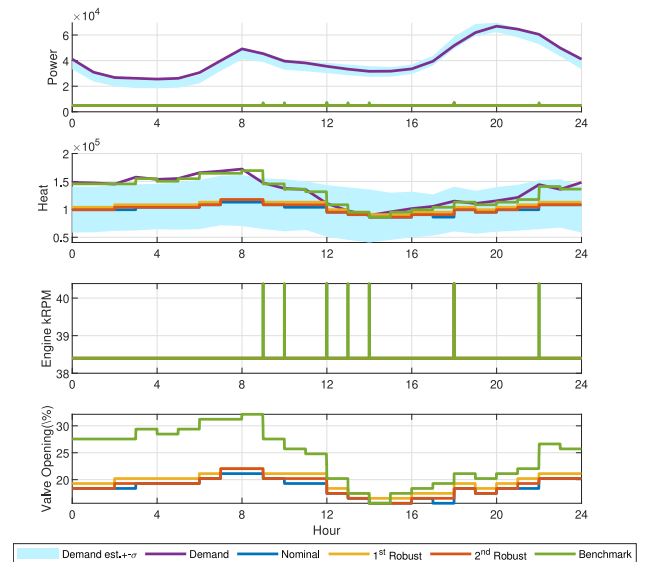 ×10⁴
Power
6
4
2
0
0 4 8 12 16 20 24
×10⁵
Heat
2
1.5
1
0.5
0 4 8 12 16 20 24
Engine kRPM
40
39
38
0 4 8 12 16 20 24
Valve Opening(\%)
30
25
20
0 4 8 12 16 20 24
Hour
Demand est.+-σ Demand Nominal 1st Robust 2nd Robust Benchmark